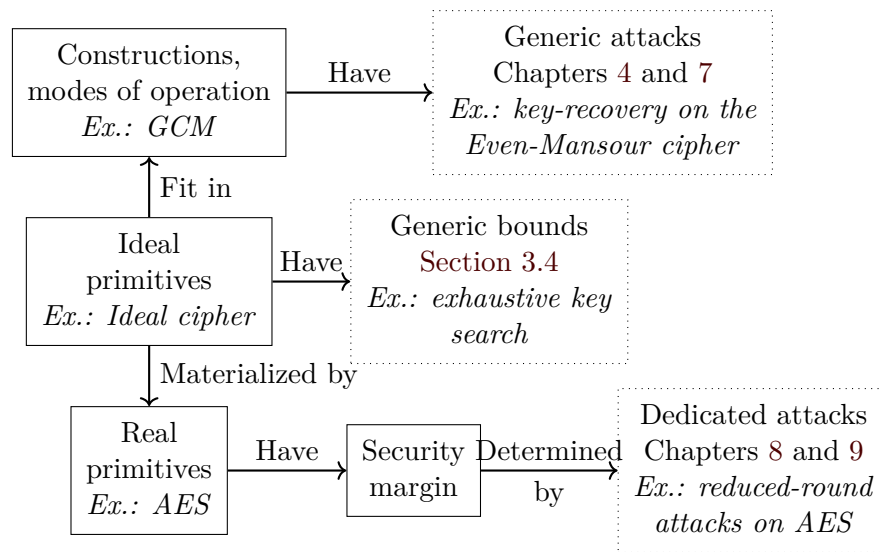 Constructions,
modes of operation
Ex.: GCM
Have
Generic attacks
Chapters 4 and 7
Ex.: key-recovery on the
Even-Mansour cipher
Fit in
Ideal
primitives
Ex.: Ideal cipher
Have
Generic bounds
Section 3.4
Ex.: exhaustive key
search
Materialized by
Real
primitives
Ex.: AES
Have
Security
margin
Determined
by
Dedicated attacks
Chapters 8 and 9
Ex.: reduced-round
attacks on AES